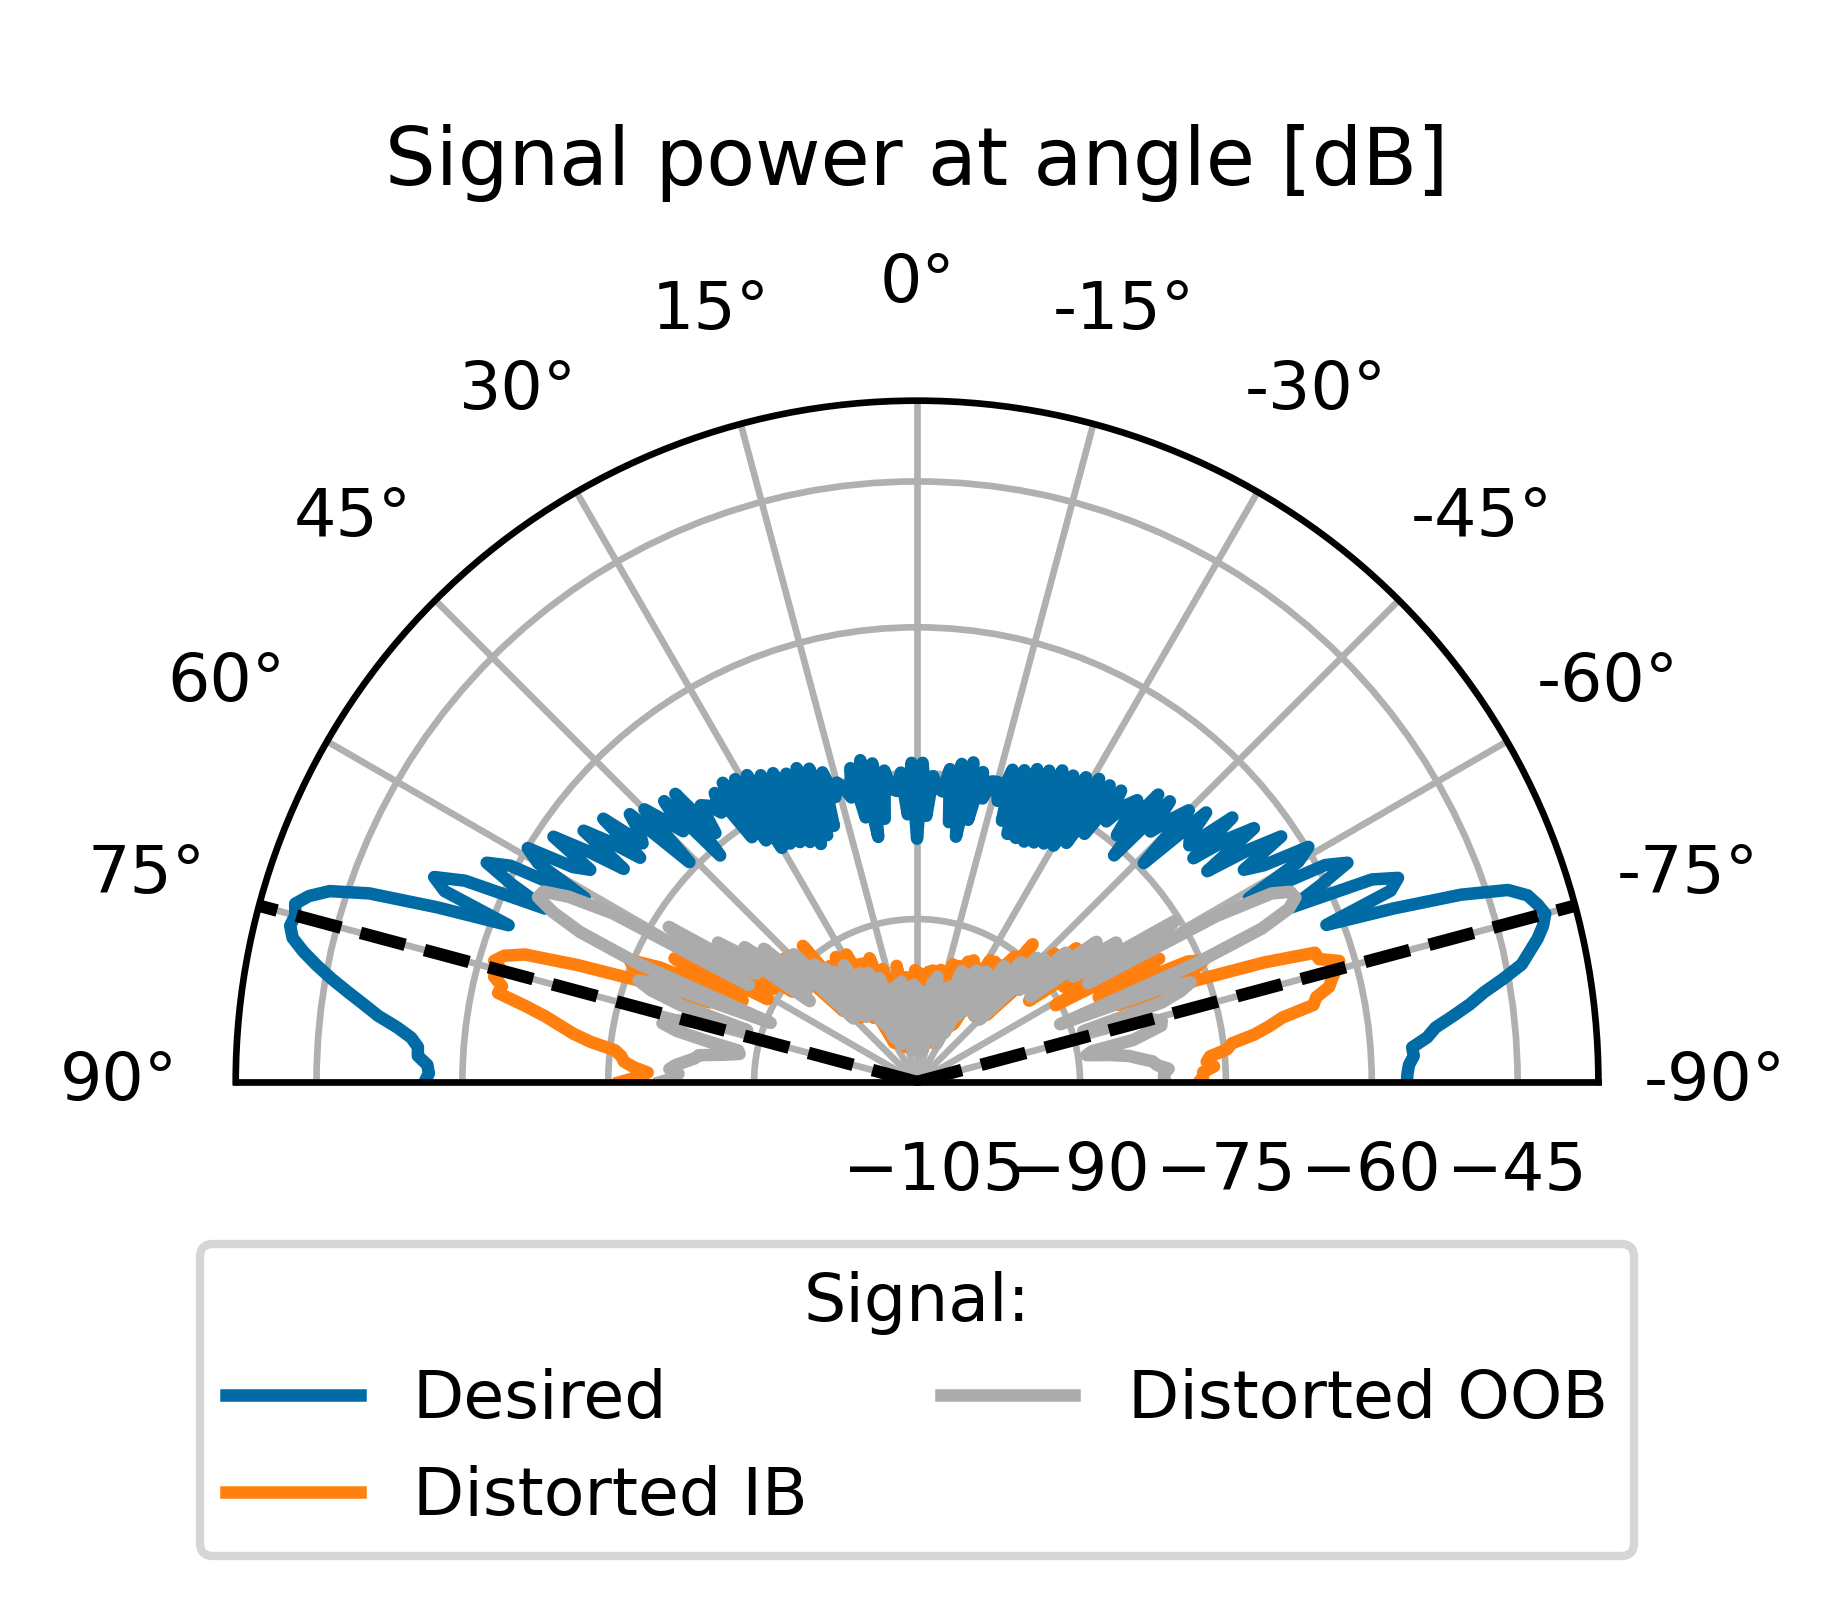 Signal power at angle [dB]
0°
15° -15°
30° -30°
45° -45°
60° -60°
75° -75°
90° -90°
−105 −90 −75 −60 −45
Signal:
Desired Distorted OOB
Distorted IB